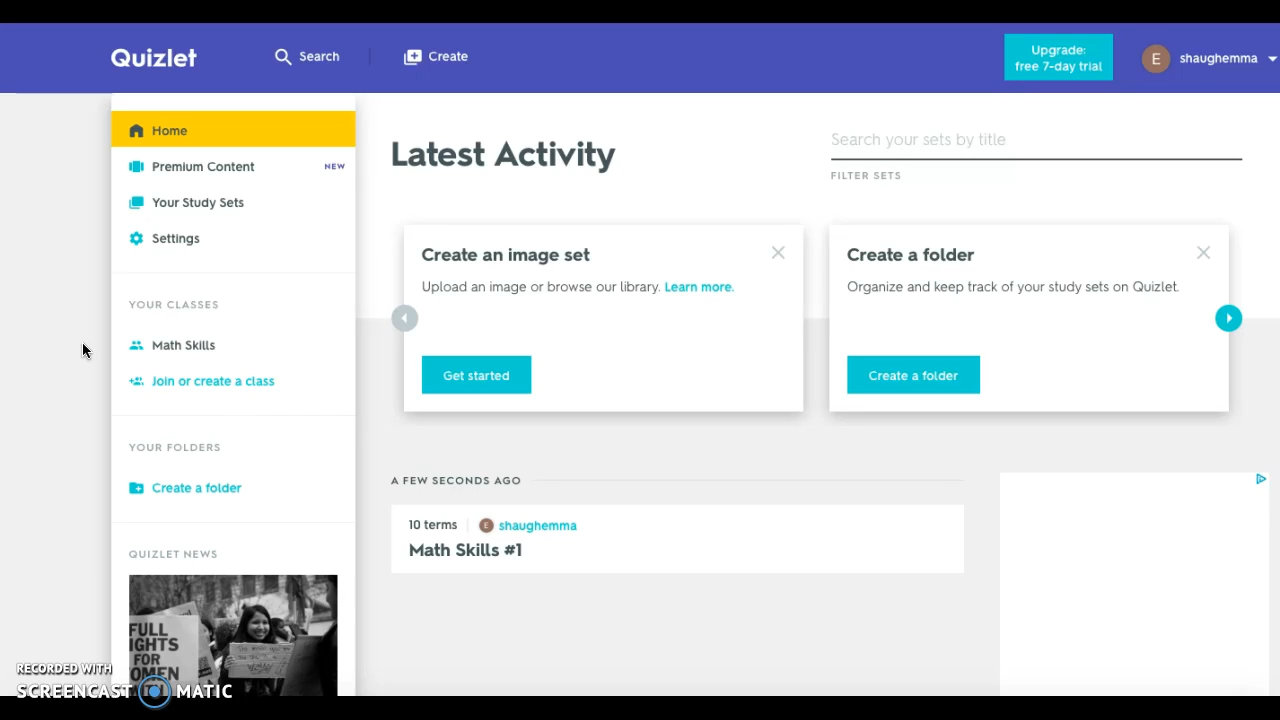 Quizlet
Search
Create
Upgrade:
free 7-day trial
E
shaughemma
Home
Premium Content
NEW
Your Study Sets
Settings
YOUR CLASSES
Math Skills
Join or create a class
YOUR FOLDERS
Create a folder
QUIZLET NEWS
FULL
IGHTS
FOR
OMEN
Latest Activity
Search your sets by title
FILTER SETS
Create an image set
Upload an image or browse our library. Learn more.
Get started
Create a folder
Organize and keep track of your study sets on Quizlet.
Create a folder
A FEW SECONDS AGO
10 terms
E
shaughemma
Math Skills #1
RECORDED WITH
SCREENCAST MATIC